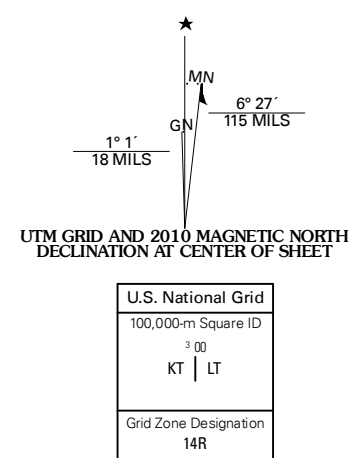 ★
MN
6° 27´
115 MILS
GN
1° 1´
18 MILS
UTM GRID AND 2010 MAGNETIC NORTH
DECLINATION AT CENTER OF SHEET
U.S. National Grid
100,000-m Square ID
3 00
KT | LT
Grid Zone Designation
14R